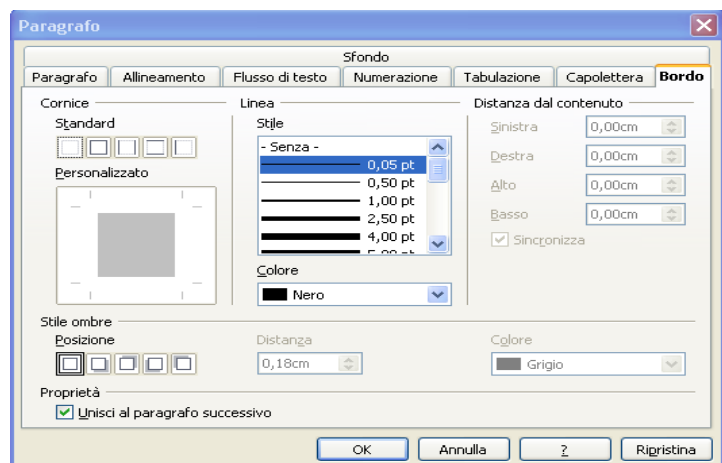 Paragrafo
Sfondo
Paragrafo Allineamento Flusso di testo Numerazione Tabulazione Capolettera Bordo
Cornice Linea Distanza dal contenuto
Standard Stile Sinistra 0,00cm
- Senza -
0,05 pt
Destra 0,00cm
Personalizzato 0,50 pt
1,00 pt Alto 0,00cm
2,50 pt Basso 0,00cm
4,00 pt Sincronizza
5,00 pt
Colore
Nero
Stile ombre
Posizione Distanza Colore
0,18cm Grigio
Proprietà
Unisci al paragrafo successivo
OK Annulla ? Ripristina